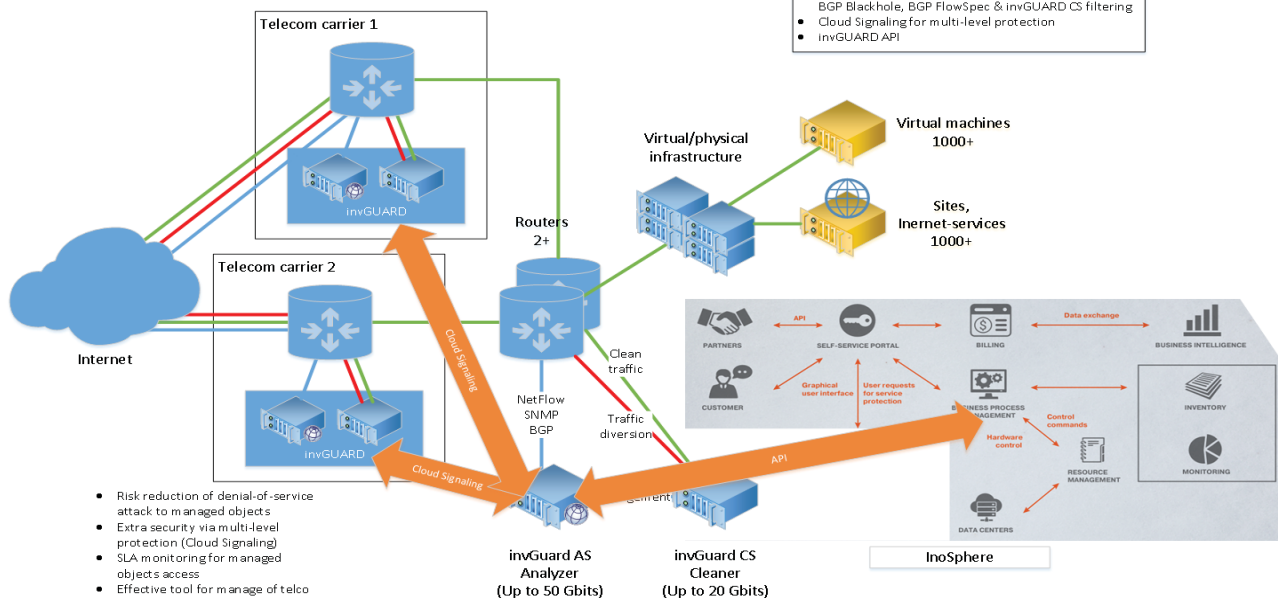 BGP Blackhole, BGP FlowSpec & invGUARD CS filtering
Cloud Signaling for multi-level protection
invGUARD API
Telecom carrier 1
invGUARD
Virtual/physical
infrastructure
Virtual machines
1000+
Sites,
Inernet-services
1000+
Routers
2+
Telecom carrier 2
invGUARD
Internet
Cloud Signaling
Cloud Signaling
Clean
traffic
NetFlow
SNMP
BGP
Traffic
diversion
API
PARTNERS
API
SELF-SERVICE PORTAL
BILLING
Data exchange
BUSINESS INTELLIGENCE
CUSTOMER
Graphical
user interface
User requests
for service
protection
INVENTORY
Control
commands
Hardware
control
RESOURCE
MANAGEMENT
MONITORING
DATA CENTERS
Risk reduction of denial-of-service
attack to managed objects
Extra security via multi-level
protection (Cloud Signaling)
SLA monitoring for managed
objects access
Effective tool for manage of telco
invGuard AS
Analyzer
(Up to 50 Gbits)
invGuard CS
Cleaner
(Up to 20 Gbits)
InoSphere